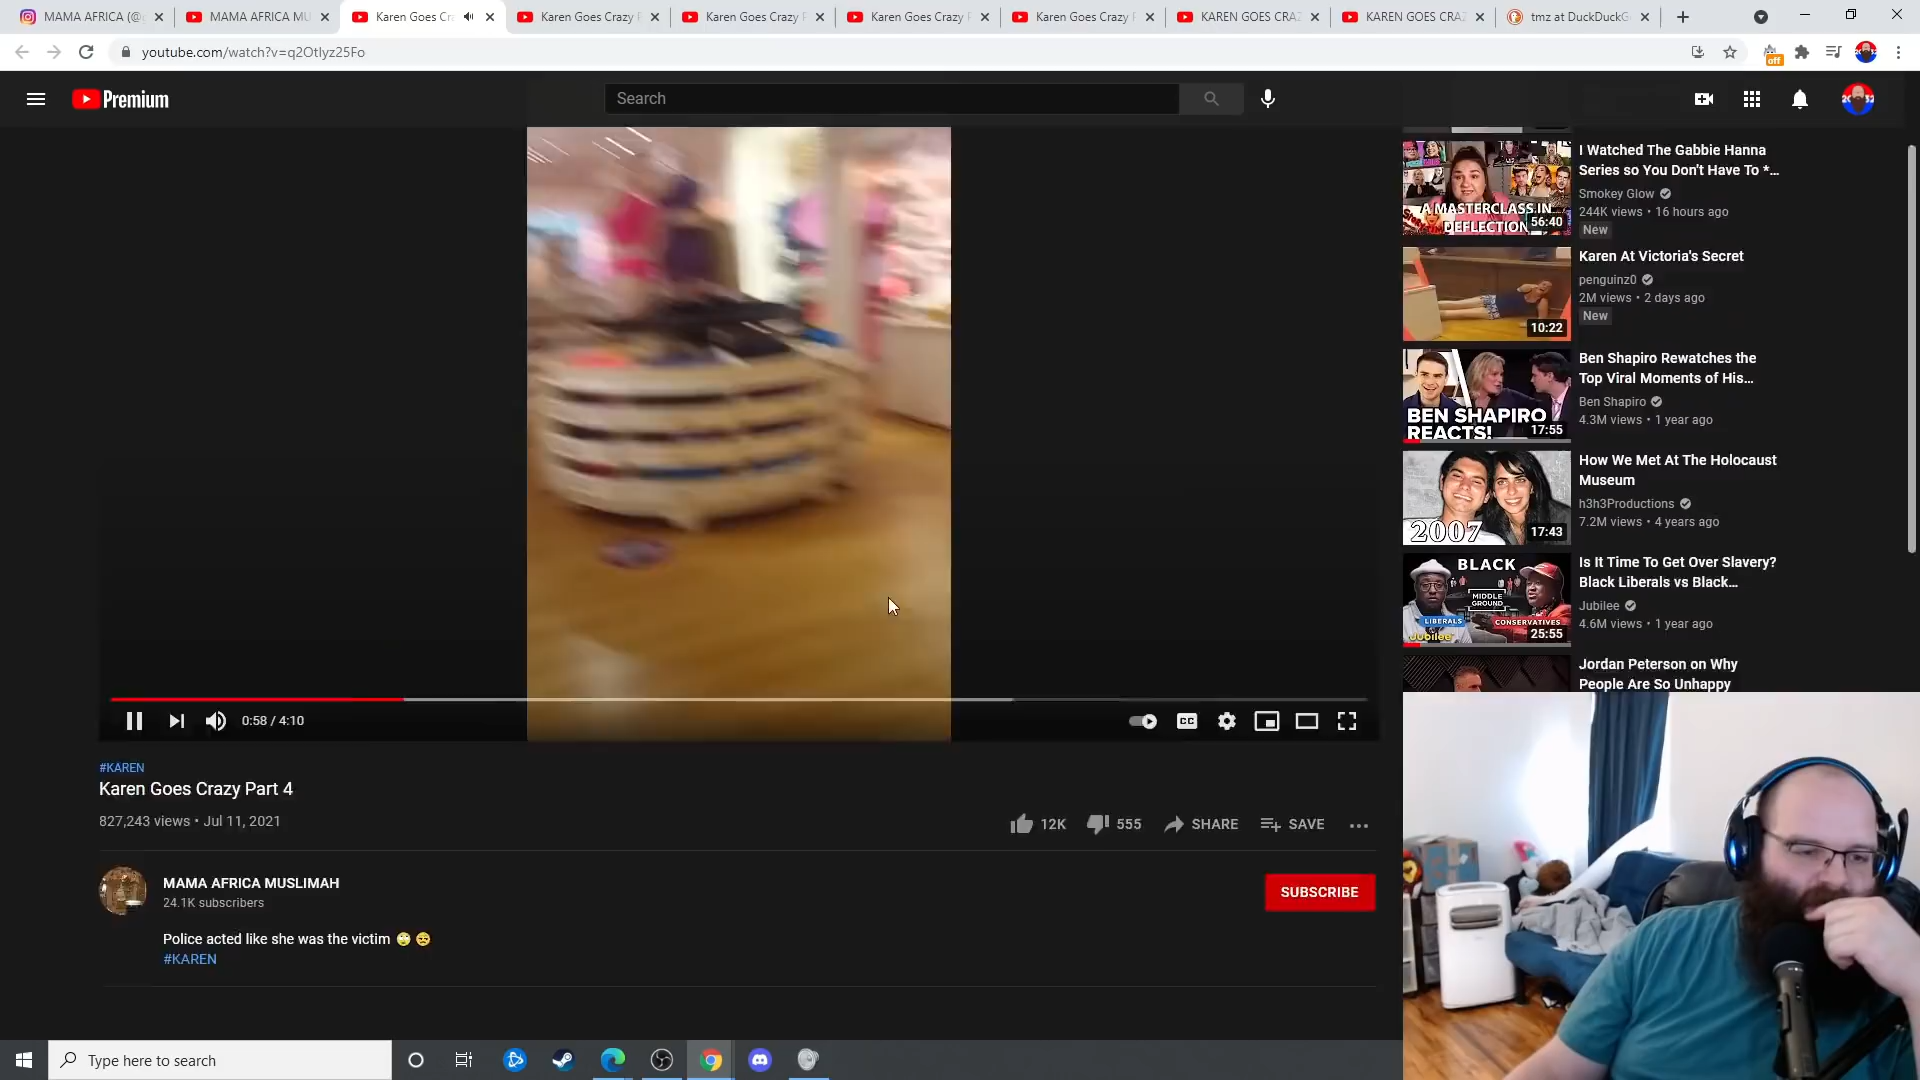 MAMA AFRICA (@
MAMA AFRICA MU
Karen Goes Cra
Karen Goes Crazy
Karen Goes Crazy
Karen Goes Crazy
Karen Goes Crazy
KAREN GOES CRAZ
KAREN GOES CRAZ
tmz at DuckDuckG
youtube.com/watch?v=q2Otlyz25Fo
off
Premium
Search
A MASTERCLASS IN
DEFLECTION
56:40
I Watched The Gabbie Hanna
Series so You Don't Have To *...
Smokey Glow
244K views • 16 hours ago
New
10:22
Karen At Victoria's Secret
penguinz0
2M views • 2 days ago
New
BEN SHAPIRO
REACTS!
17:55
Ben Shapiro Rewatches the
Top Viral Moments of His...
Ben Shapiro
4.3M views • 1 year ago
2007
17:43
How We Met At The Holocaust
Museum
h3h3Productions
7.2M views • 4 years ago
BLACK
MIDDLE
GROUND
LIBERALS
CONSERVATIVES
Jubilee
25:55
Is It Time To Get Over Slavery?
Black Liberals vs Black...
Jubilee
4.6M views • 1 year ago
Jordan Peterson on Why
People Are So Unhappy
0:58 / 4:10
CC
#KAREN
Karen Goes Crazy Part 4
827,243 views • Jul 11, 2021
12K
555
SHARE
SAVE
MAMA AFRICA MUSLIMAH
24.1K subscribers
SUBSCRIBE
Police acted like she was the victim 🙄 😒
#KAREN
Type here to search